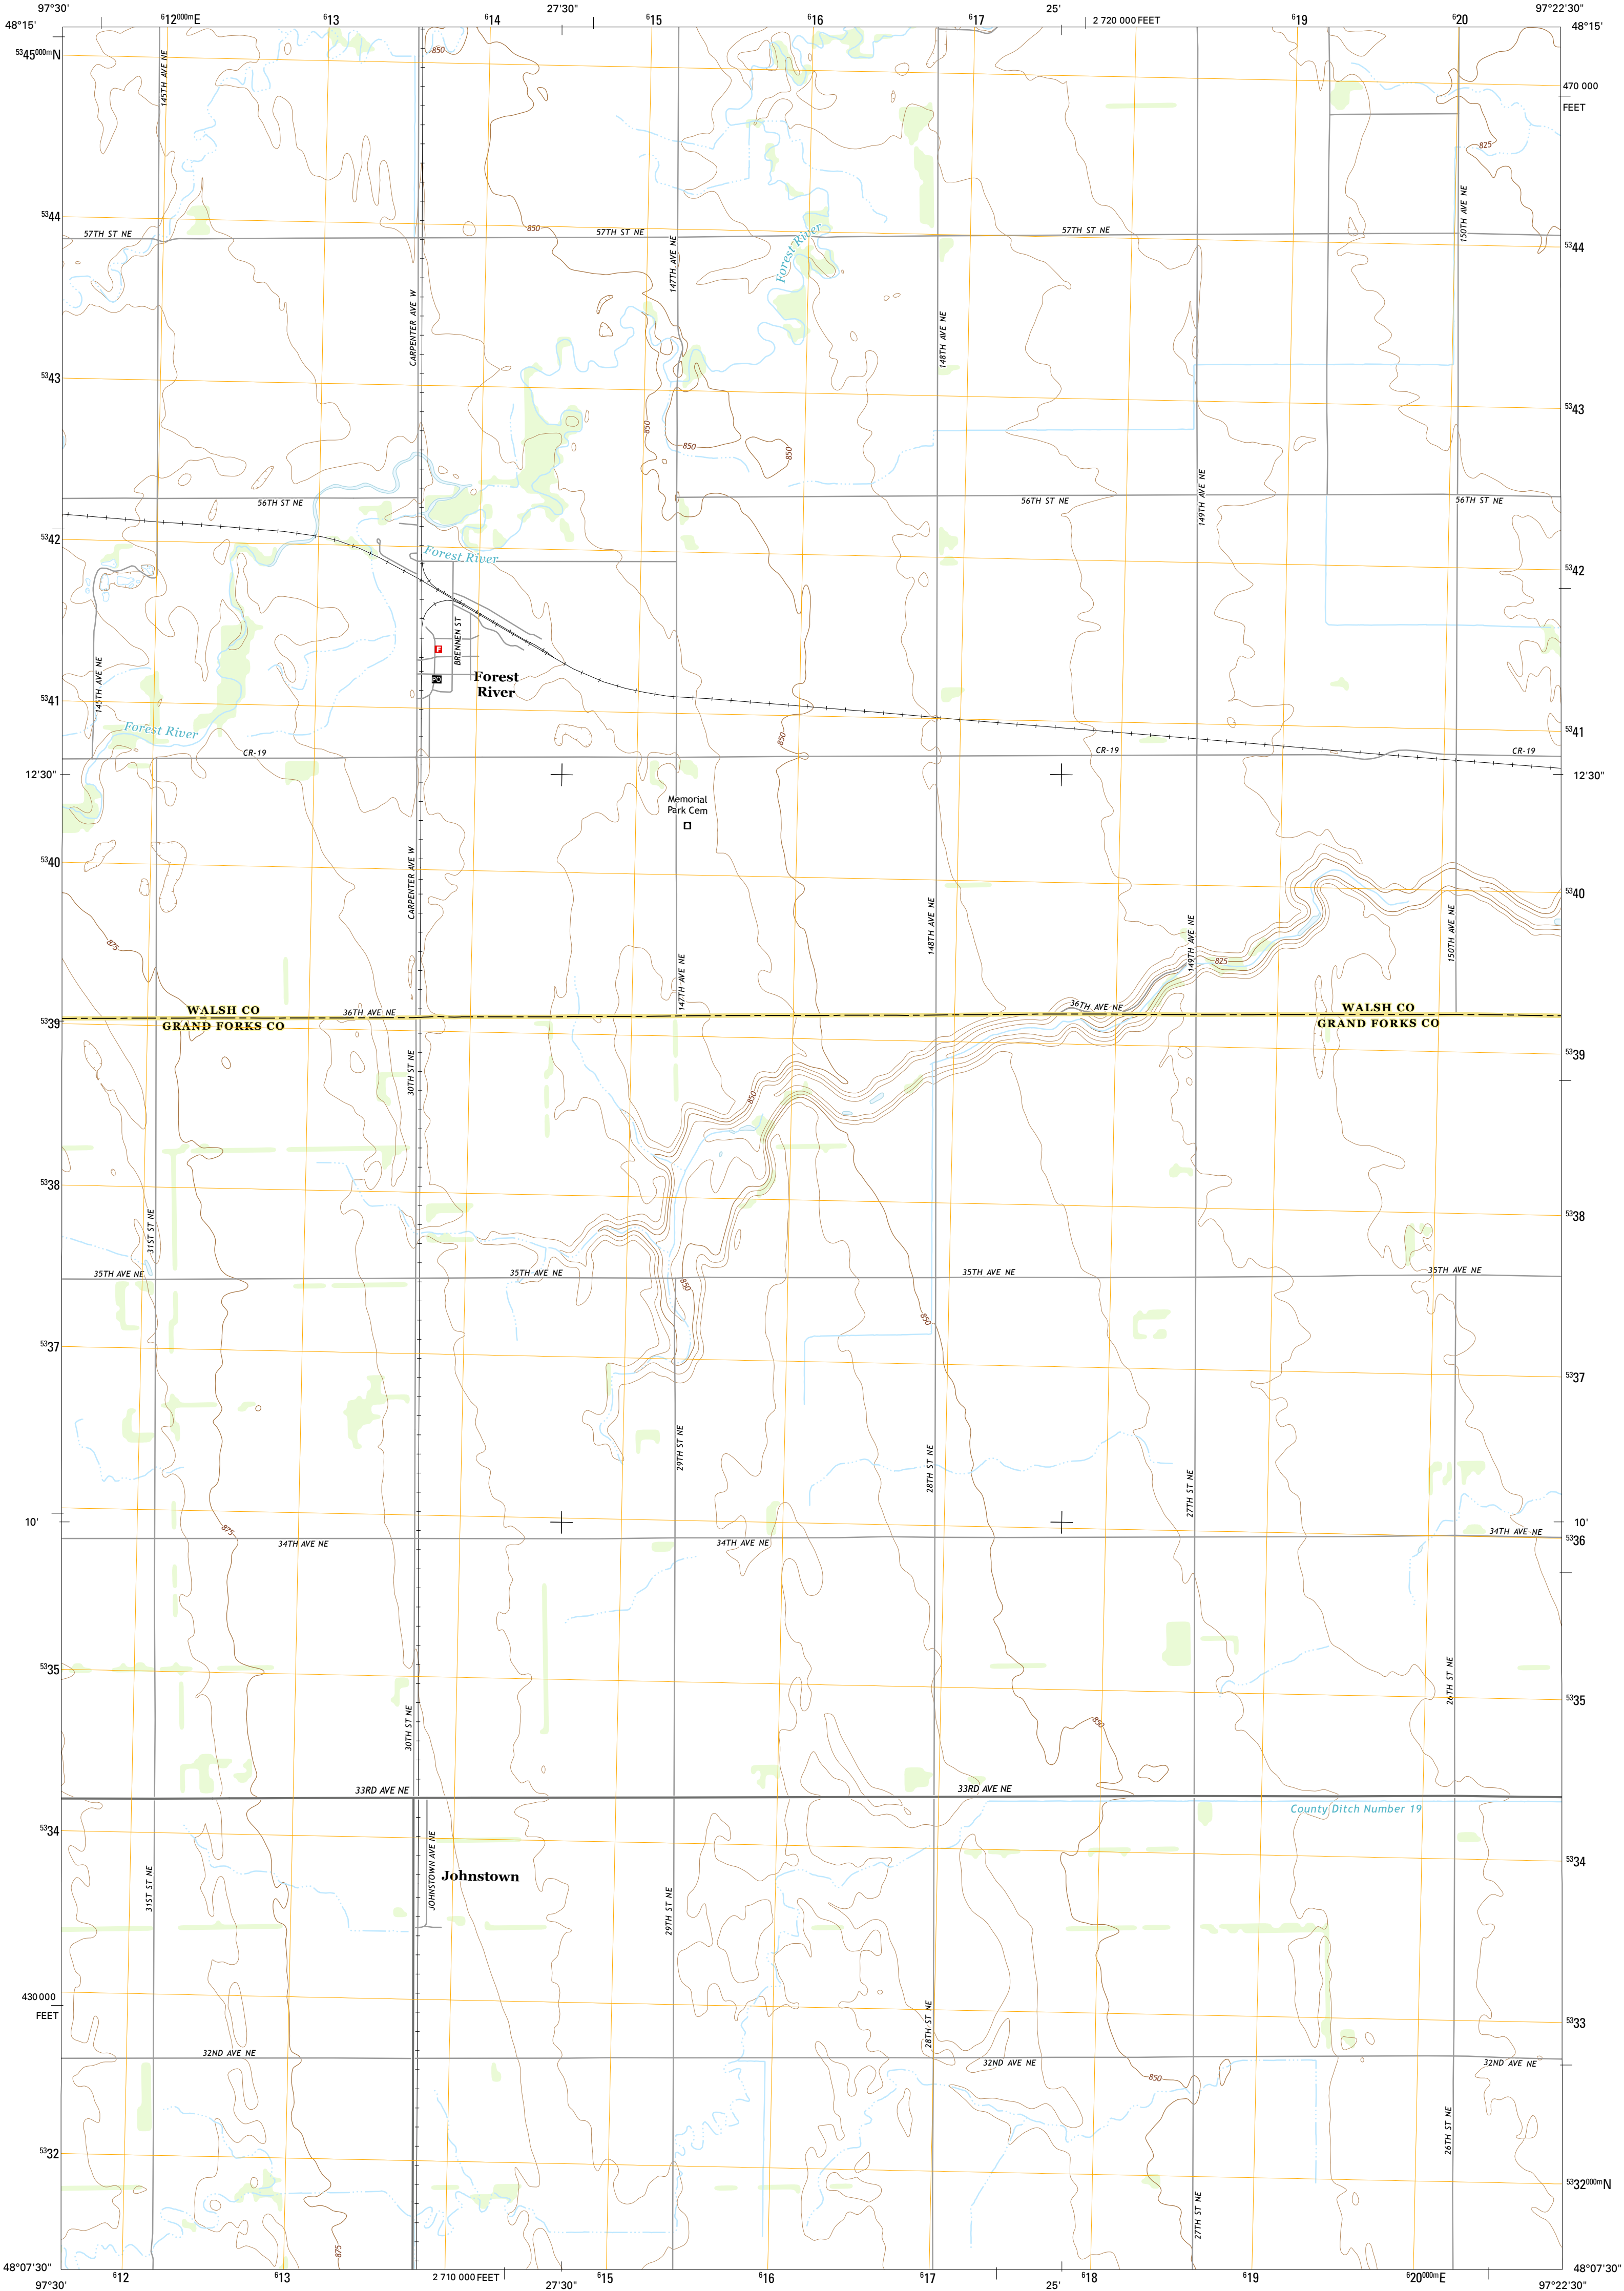 97°30'
⁶12⁰⁰⁰ᵐE
⁶13
⁶14
27'30"
⁶15
⁶16
⁶17
25'
2 720 000 FEET
⁶19
⁶20
97°22'30"
48°15'
48°15'
⁵³45⁰⁰⁰ᵐN
145TH AVE NE
850
470 000
FEET
825
⁵³44
57TH ST NE
850
57TH ST NE
Forest River
57TH ST NE
150TH AVE NE
⁵³44
147TH AVE NE
CARPENTER AVE W
148TH AVE NE
⁵³43
⁵³43
850
850
850
56TH ST NE
56TH ST NE
149TH AVE NE
56TH ST NE
⁵³42
Forest River
⁵³42
BRENNEN ST
F
PO
Forest
River
145TH AVE NE
⁵³41
Forest River
850
⁵³41
CR-19
CR-19
CR-19
12'30"
12'30"
Memorial
Park Cem
⁵³40
CARPENTER AVE W
⁵³40
875
148TH AVE NE
149TH AVE NE
150TH AVE NE
825
147TH AVE NE
WALSH CO
GRAND FORKS CO
36TH AVE NE
36TH AVE NE
WALSH CO
GRAND FORKS CO
⁵³39
⁵³39
30TH ST NE
850
⁵³38
⁵³38
31ST ST NE
35TH AVE NE
35TH AVE NE
35TH AVE NE
35TH AVE NE
850
850
⁵³37
⁵³37
29TH ST NE
28TH ST NE
27TH ST NE
10'
10'
875
34TH AVE NE
34TH AVE NE
34TH AVE NE
⁵³36
⁵³35
⁵³35
30TH ST NE
26TH ST NE
850
33RD AVE NE
33RD AVE NE
County Ditch Number 19
⁵³34
⁵³34
31ST ST NE
JOHNSTOWN AVE NE
Johnstown
29TH ST NE
430 000
FEET
28TH ST NE
⁵³33
32ND AVE NE
32ND AVE NE
32ND AVE NE
850
26TH ST NE
⁵³32
⁵³32⁰⁰⁰ᵐN
27TH ST NE
875
48°07'30"
48°07'30"
97°30'
⁶12
⁶13
2 710 000 FEET
27'30"
⁶15
⁶16
⁶17
25'
⁶18
⁶19
⁶20⁰⁰⁰ᵐE
97°22'30"